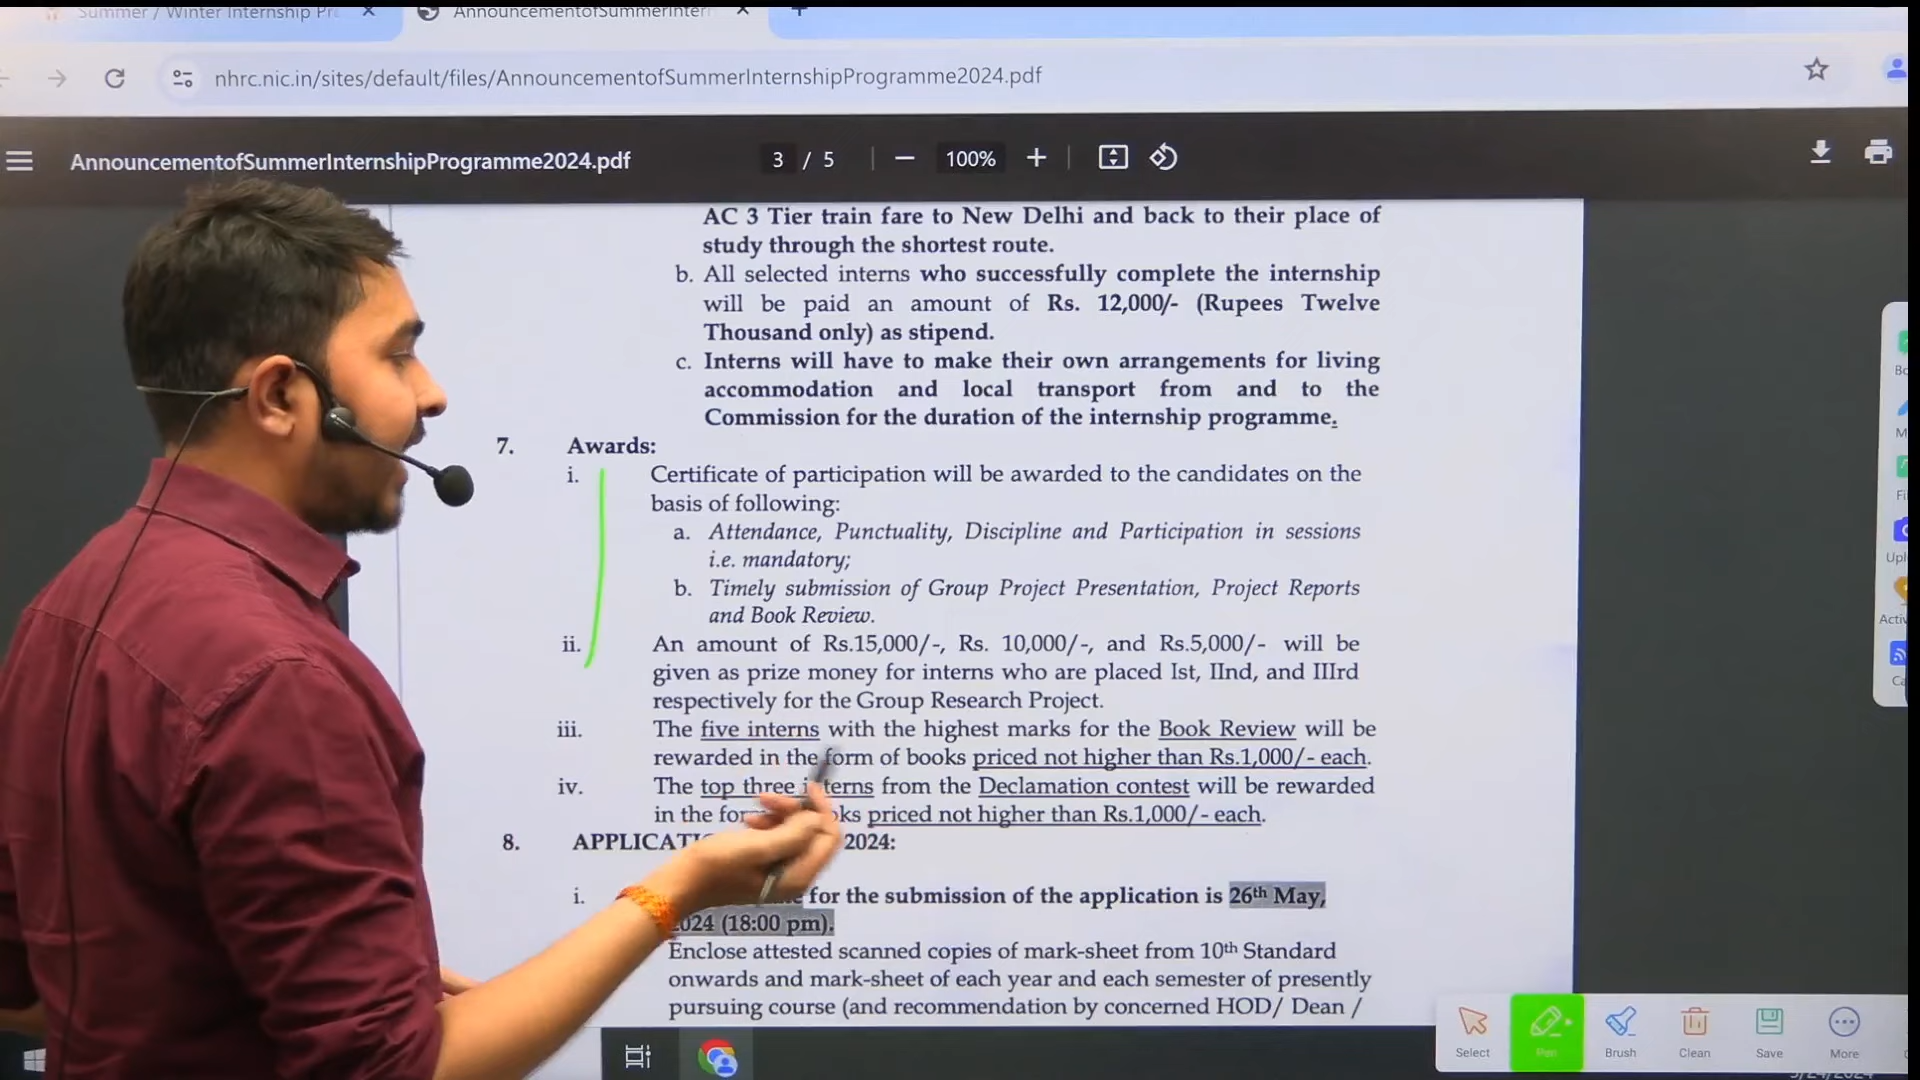 Summer / Winter Internship Pr
AnnouncementofSummerIntern
nhrc.nic.in/sites/default/files/AnnouncementofSummerInternshipProgramme2024.pdf
AnnouncementofSummerInternshipProgramme2024.pdf
3 / 5
100%
AC 3 Tier train fare to New Delhi and back to their place of
study through the shortest route.
b. All selected interns who successfully complete the internship
will be paid an amount of Rs. 12,000/- (Rupees Twelve
Thousand only) as stipend.
c. Interns will have to make their own arrangements for living
accommodation and local transport from and to the
Commission for the duration of the internship programme.
7. Awards:
i. Certificate of participation will be awarded to the candidates on the
basis of following:
a. Attendance, Punctuality, Discipline and Participation in sessions
i.e. mandatory;
b. Timely submission of Group Project Presentation, Project Reports
and Book Review.
ii. An amount of Rs.15,000/-, Rs. 10,000/-, and Rs.5,000/- will be
given as prize money for interns who are placed Ist, IInd, and IIIrd
respectively for the Group Research Project.
iii. The five interns with the highest marks for the Book Review will be
rewarded in the form of books priced not higher than Rs.1,000/- each.
iv. The top three interns from the Declamation contest will be rewarded
in the priced not higher than Rs.1,000/- each.
8. 2024:
i. for the submission of the application is 26th May,
2024 (18:00 pm).
Enclose attested scanned copies of mark-sheet from 10th Standard
onwards and mark-sheet of each year and each semester of presently
pursuing course (and recommendation by concerned HOD/ Dean /
Select
Pen
Brush
Clean
Save
More